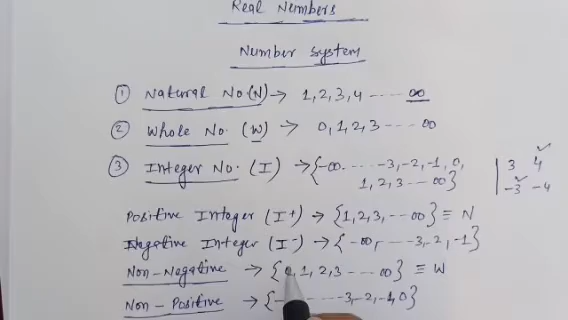 Real Numbers
Number system
① Natural No(N) → 1, 2, 3, 4 ----- ∞
② Whole No. (W) → 0, 1, 2, 3 ---- ∞
③ Integer No. (I) → {-∞. ---- -3, -2, -1, 0,
1, 2, 3 --- ∞}
3 4
-3 -4
Positive Integer (I+) → {1, 2, 3, --- ∞} ≡ N
Negative Integer (I-) → {-∞, ---- -3, -2, -1}
Non-Negative → {0, 1, 2, 3 --- ∞} ≡ W
Non-Positive → { ---- -3, -2, -1, 0}